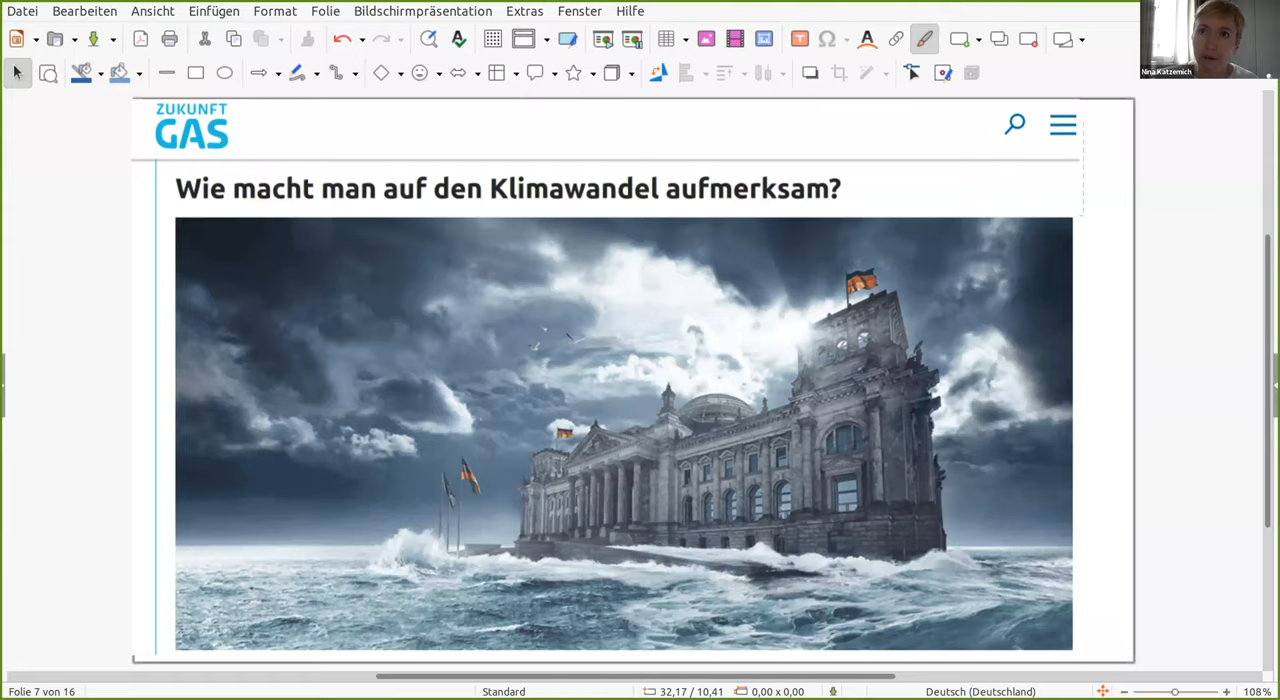 Datei Bearbeiten Ansicht Einfügen Format Folie Bildschirmpräsentation Extras Fenster Hilfe
Nina Katzemich
ZUKUNFT
GAS
Wie macht man auf den Klimawandel aufmerksam?
Folie 7 von 16 Standard 32,17 / 10,41 0,00 x 0,00 Deutsch (Deutschland) 108%